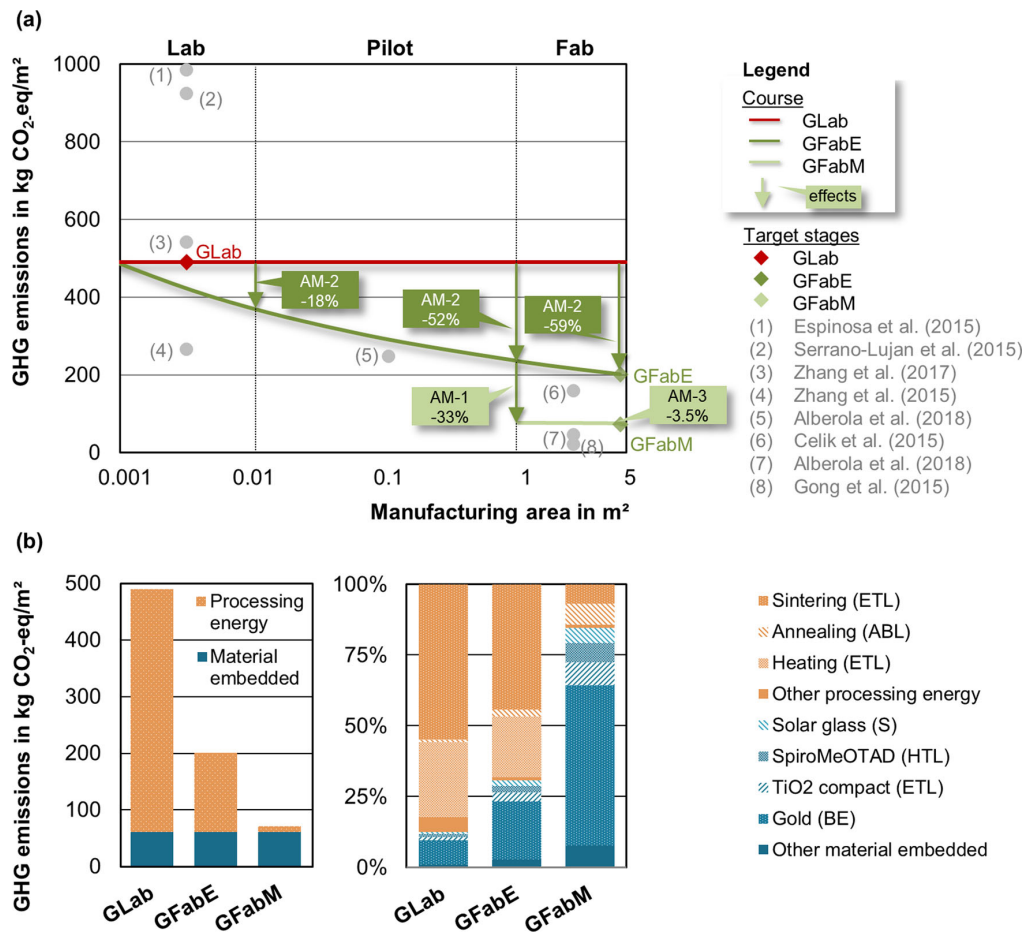 (a)
Lab Pilot Fab
GHG emissions in kg CO₂-eq/m²
1000
800
600
400
200
0
(1)
(2)
(3)
GLab
(4)
(5)
(6)
(7)
(8)
AM-2
-18%
AM-2
-52%
AM-2
-59%
AM-1
-33%
AM-3
-3.5%
GFabE
GFabM
0.001 0.01 0.1 1 5
Manufacturing area in m²
Legend
Course
GLab
GFabE
GFabM
effects
Target stages
GLab
GFabE
GFabM
(1) Espinosa et al. (2015)
(2) Serrano-Lujan et al. (2015)
(3) Zhang et al. (2017)
(4) Zhang et al. (2015)
(5) Alberola et al. (2018)
(6) Celik et al. (2015)
(7) Alberola et al. (2018)
(8) Gong et al. (2015)
(b)
GHG emissions in kg CO₂-eq/m²
500
400
300
200
100
0
Processing
energy
Material
embedded
GLab GFabE GFabM
100%
75%
50%
25%
0%
GLab GFabE GFabM
Sintering (ETL)
Annealing (ABL)
Heating (ETL)
Other processing energy
Solar glass (S)
SpiroMeOTAD (HTL)
TiO2 compact (ETL)
Gold (BE)
Other material embedded